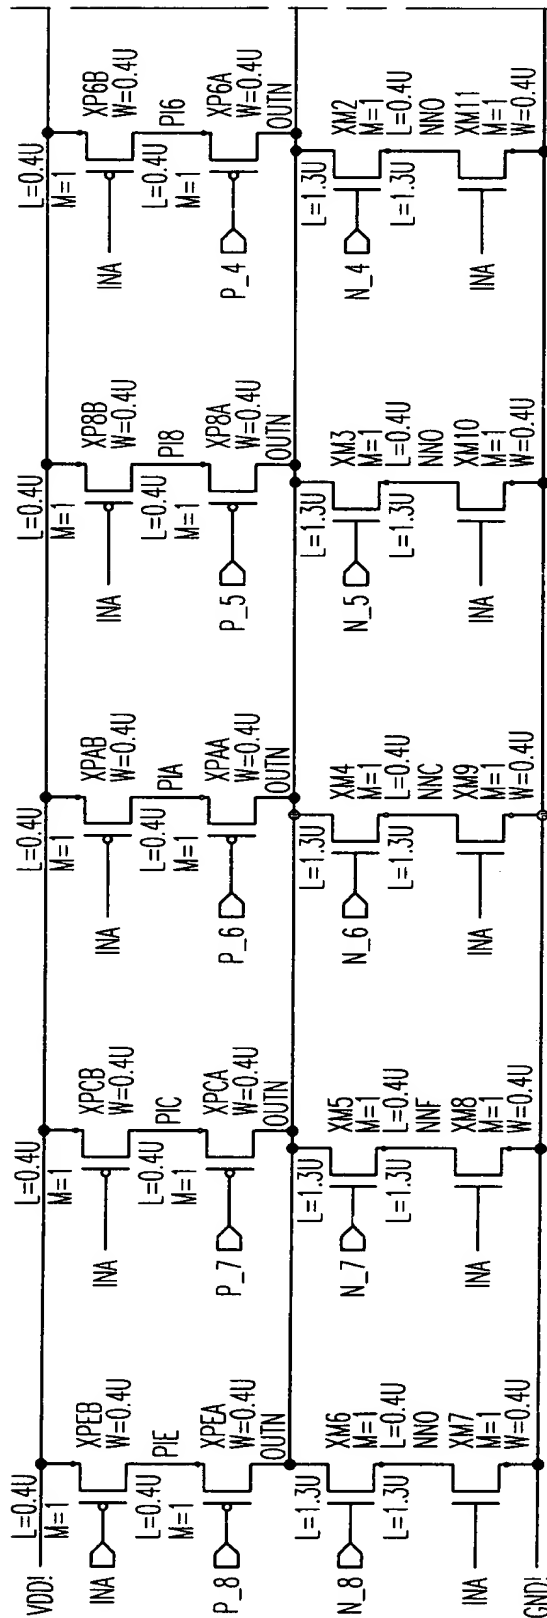 VDD!
L=0.4U
M=1
INA
XPEB
W=0.4U
PIE
L=0.4U
M=1
P_8
XPEA
W=0.4U
OUTN
L=1.3U
N_8
XM6
M=1
L=0.4U
NNO
L=1.3U
INA
XM7
M=1
W=0.4U
GND!
L=0.4U
M=1
INA
XPCB
W=0.4U
PIC
L=0.4U
M=1
P_7
XPCA
W=0.4U
OUTN
L=1.3U
N_7
XM5
M=1
L=0.4U
NNF
L=1.3U
INA
XM8
M=1
W=0.4U
L=0.4U
M=1
INA
XPAB
W=0.4U
PIA
L=0.4U
M=1
P_6
XPAA
W=0.4U
OUTN
L=1.3U
N_6
XM4
M=1
L=0.4U
NNC
L=1.3U
INA
XM9
M=1
W=0.4U
L=0.4U
M=1
INA
XP8B
W=0.4U
PI8
L=0.4U
M=1
P_5
XP8A
W=0.4U
OUTN
L=1.3U
N_5
XM3
M=1
L=0.4U
NNO
L=1.3U
INA
XM10
M=1
W=0.4U
L=0.4U
M=1
INA
XP6B
W=0.4U
PI6
L=0.4U
M=1
P_4
XP6A
W=0.4U
OUTN
L=1.3U
N_4
XM2
M=1
L=0.4U
NNO
L=1.3U
INA
XM11
M=1
W=0.4U